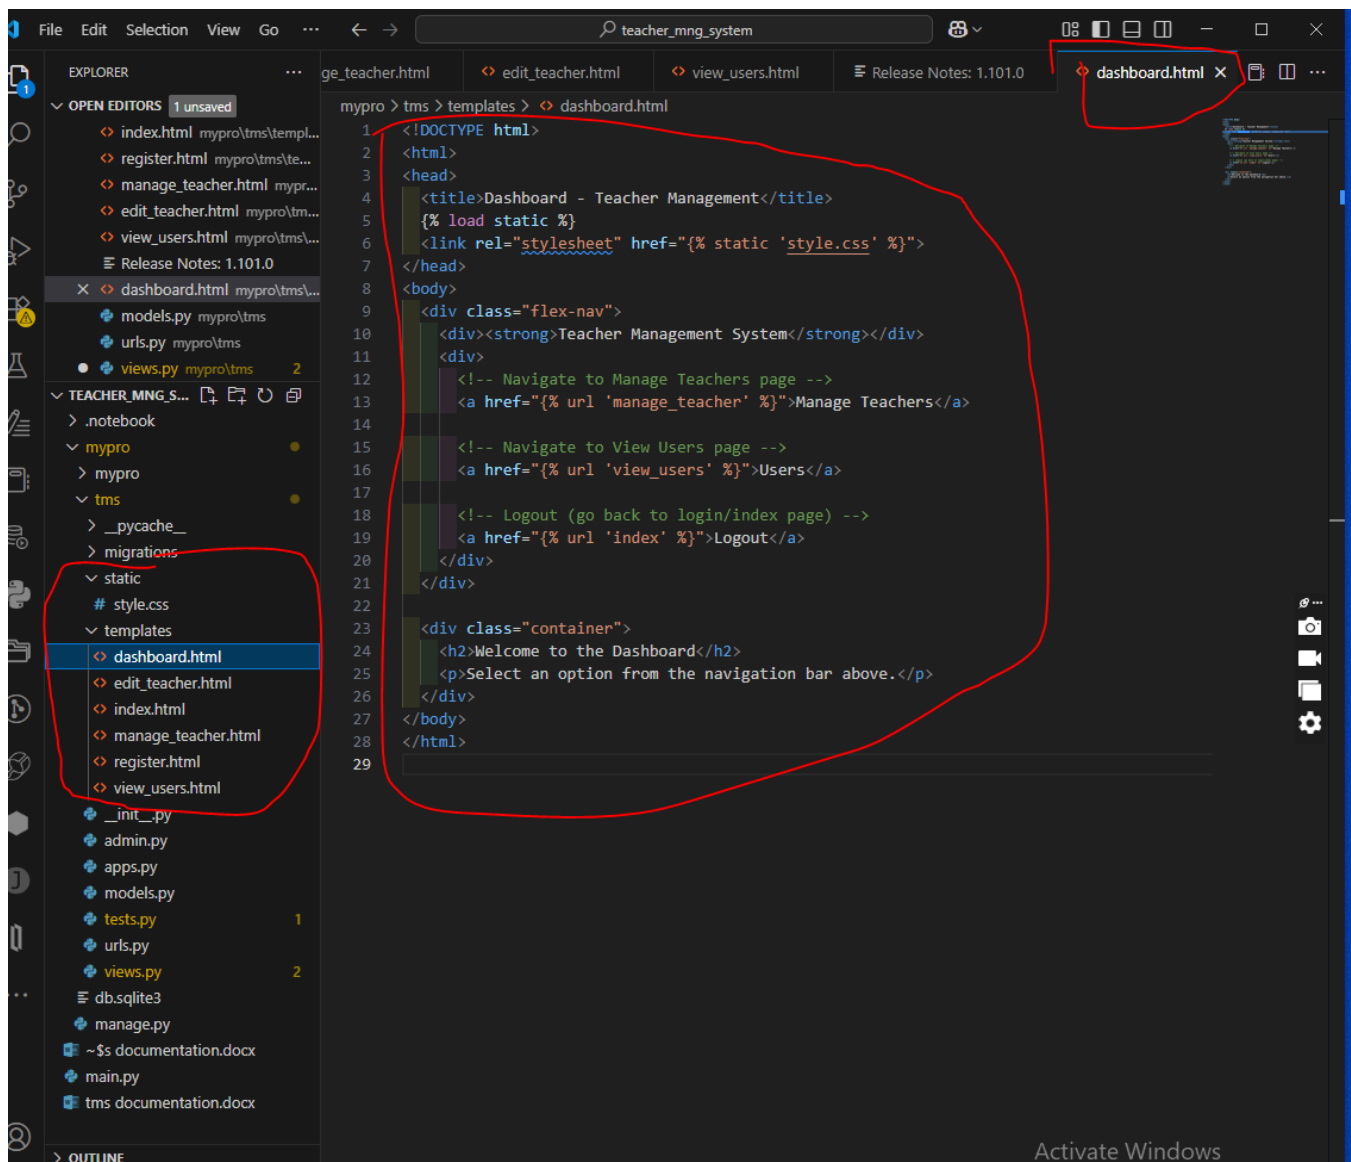 File Edit Selection View Go ··· teacher_mng_system
EXPLORER ···
OPEN EDITORS 1 unsaved
index.html mypro\tms\templ...
register.html mypro\tms\te...
manage_teacher.html mypr...
edit_teacher.html mypro\tm...
view_users.html mypro\tms\...
Release Notes: 1.101.0
dashboard.html mypro\tms\...
models.py mypro\tms
urls.py mypro\tms
views.py mypro\tms 2
TEACHER_MNG_S...
.notebook
mypro
mypro
tms
__pycache__
migrations
static
# style.css
templates
dashboard.html
edit_teacher.html
index.html
manage_teacher.html
register.html
view_users.html
__init__.py
admin.py
apps.py
models.py
tests.py 1
urls.py
views.py 2
db.sqlite3
manage.py
~$s documentation.docx
main.py
tms documentation.docx
OUTLINE
1
ge_teacher.html edit_teacher.html view_users.html Release Notes: 1.101.0 dashboard.html
mypro > tms > templates > dashboard.html
1 <!DOCTYPE html>
2 <html>
3 <head>
4 <title>Dashboard - Teacher Management</title>
5 {% load static %}
6 <link rel="stylesheet" href="{% static 'style.css' %}">
7 </head>
8 <body>
9 <div class="flex-nav">
10 <div><strong>Teacher Management System</strong></div>
11 <div>
12 <!-- Navigate to Manage Teachers page -->
13 <a href="{% url 'manage_teacher' %}">Manage Teachers</a>
14
15 <!-- Navigate to View Users page -->
16 <a href="{% url 'view_users' %}">Users</a>
17
18 <!-- Logout (go back to login/index page) -->
19 <a href="{% url 'index' %}">Logout</a>
20 </div>
21 </div>
22
23 <div class="container">
24 <h2>Welcome to the Dashboard</h2>
25 <p>Select an option from the navigation bar above.</p>
26 </div>
27 </body>
28 </html>
29
Activate Windows